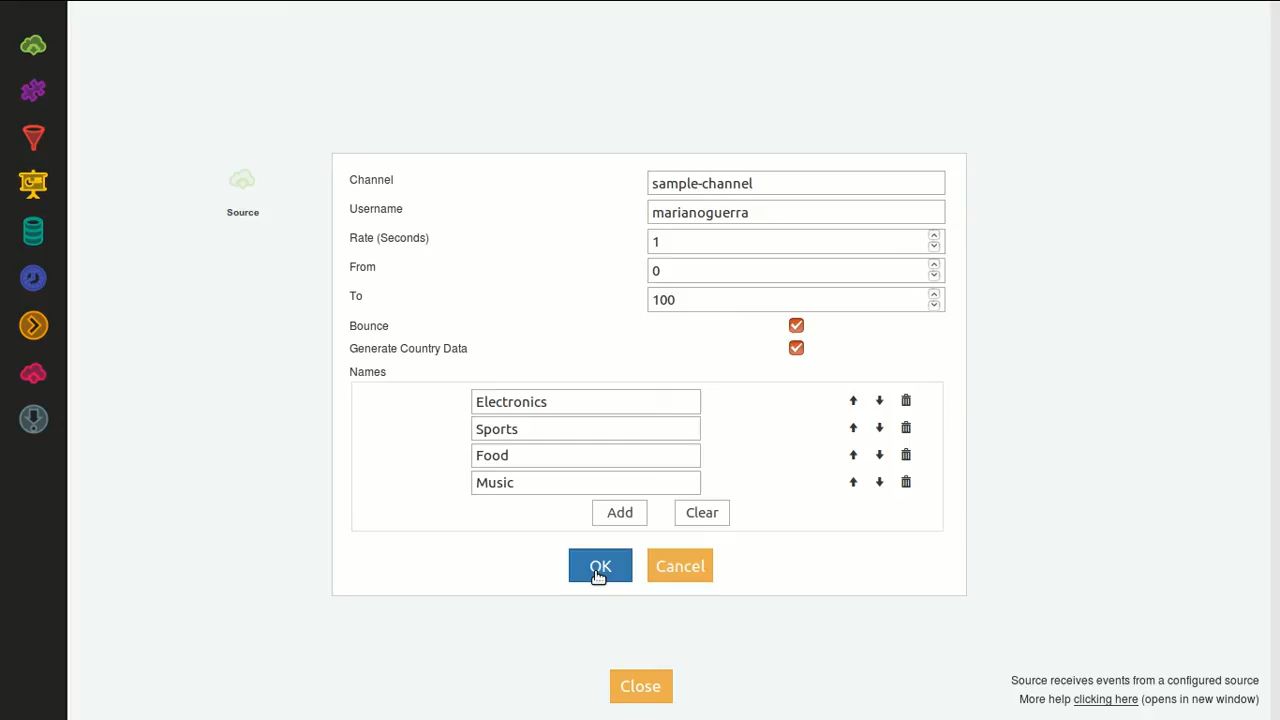 Channel
sample-channel
Username
marianoguerra
Rate (Seconds)
1
From
0
To
100
Bounce
Generate Country Data
Names
Electronics
Sports
Food
Music
Add Clear
OK Cancel
Source
Close
Source receives events from a configured source
More help clicking here (opens in new window)